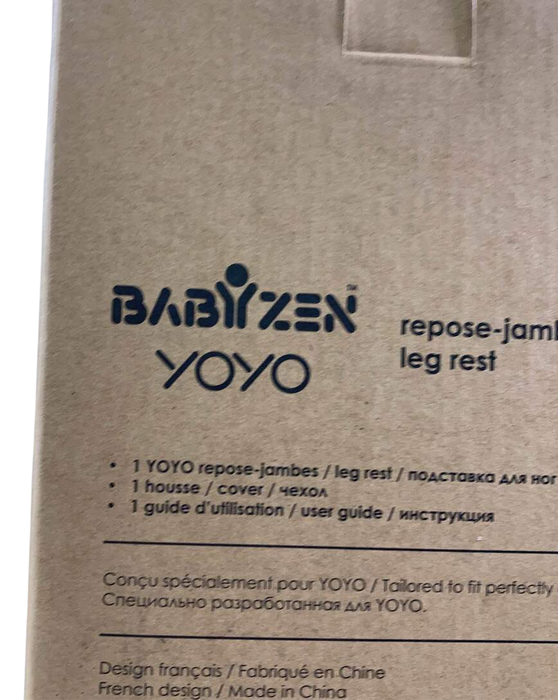 BABYZEN™
YOYO
repose-jamb
leg rest
• 1 YOYO repose-jambes / leg rest / подставка для ног
• 1 housse / cover / чехол
• 1 guide d'utilisation / user guide / инструкция
Conçu spécialement pour YOYO / Tailored to fit perfectly
Специально разработанная для YOYO.
Design français / Fabriqué en Chine
French design / Made in China